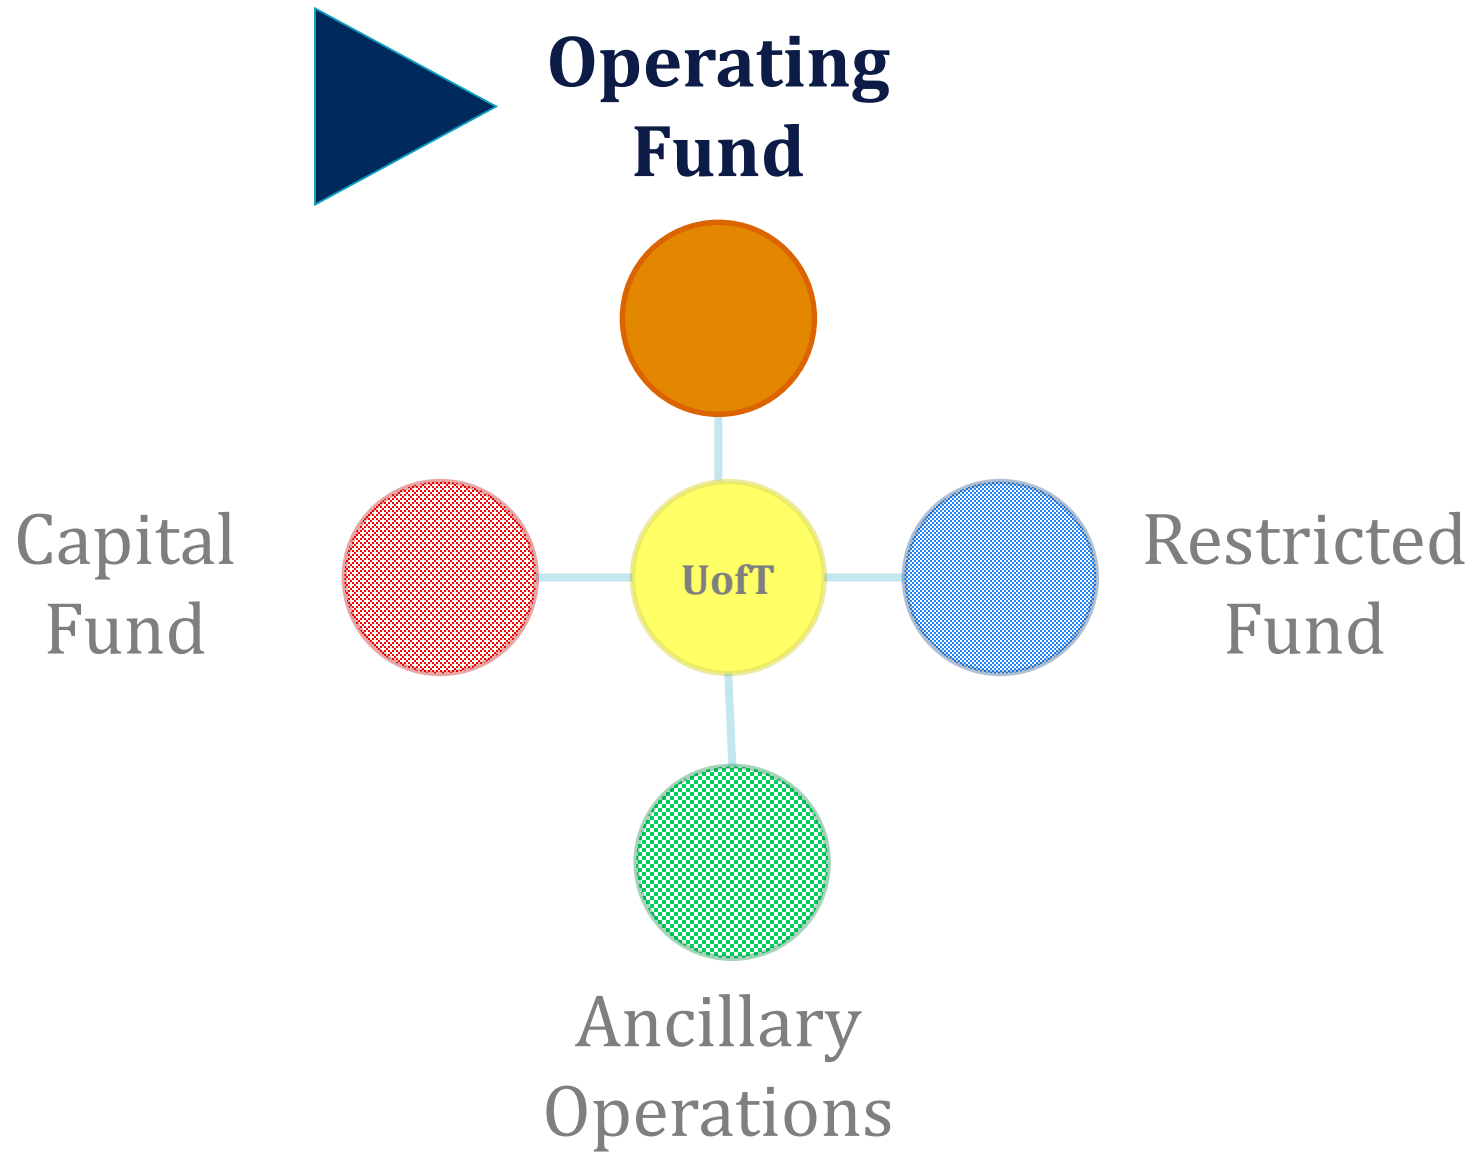 Operating
Fund
Capital
Fund
UofT
Restricted
Fund
Ancillary
Operations